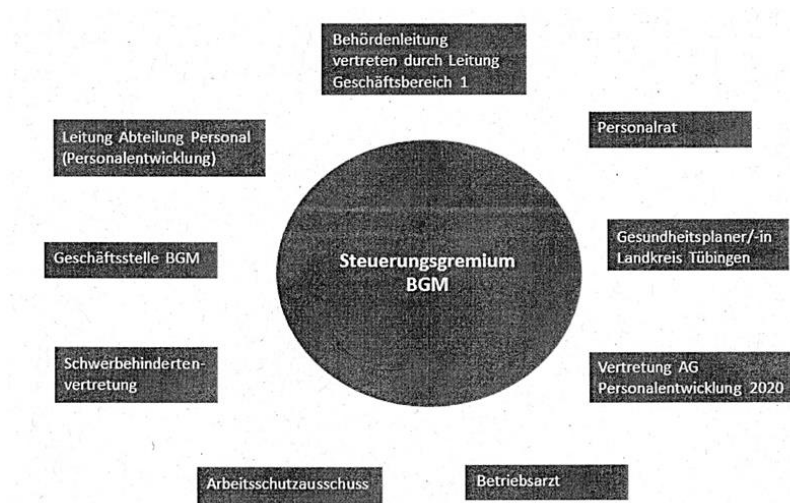 Behördenleitung
vertreten durch Leitung
Geschäftsbereich 1
Leitung Abteilung Personal
(Personalentwicklung)
Personalrat
Geschäftsstelle BGM
Steuerungsgremium
BGM
Gesundheitsplaner/-in
Landkreis Tübingen
Schwerbehinderten-
vertretung
Vertretung AG
Personalentwicklung 2020
Arbeitsschutzausschuss
Betriebsarzt